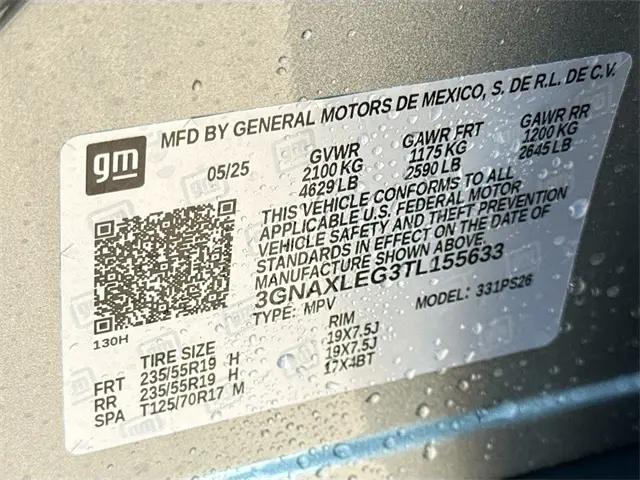 gm
MFD BY GENERAL MOTORS DE MEXICO, S. DE R.L. DE C.V.
05/25
GVWR GAWR FRT GAWR RR
2100 KG 1175 KG 1200 KG
4629 LB 2590 LB 2645 LB
THIS VEHICLE CONFORMS TO ALL
APPLICABLE U.S. FEDERAL MOTOR
VEHICLE SAFETY AND THEFT PREVENTION
STANDARDS IN EFFECT ON THE DATE OF
MANUFACTURE SHOWN ABOVE.
3GNAXLEG3TL155633
TYPE: MPV MODEL: 331PS26
130H
TIRE SIZE RIM
FRT 235/55R19 H 19X7.5J
RR 235/55R19 H 19X7.5J
SPA T125/70R17 M 17X4BT